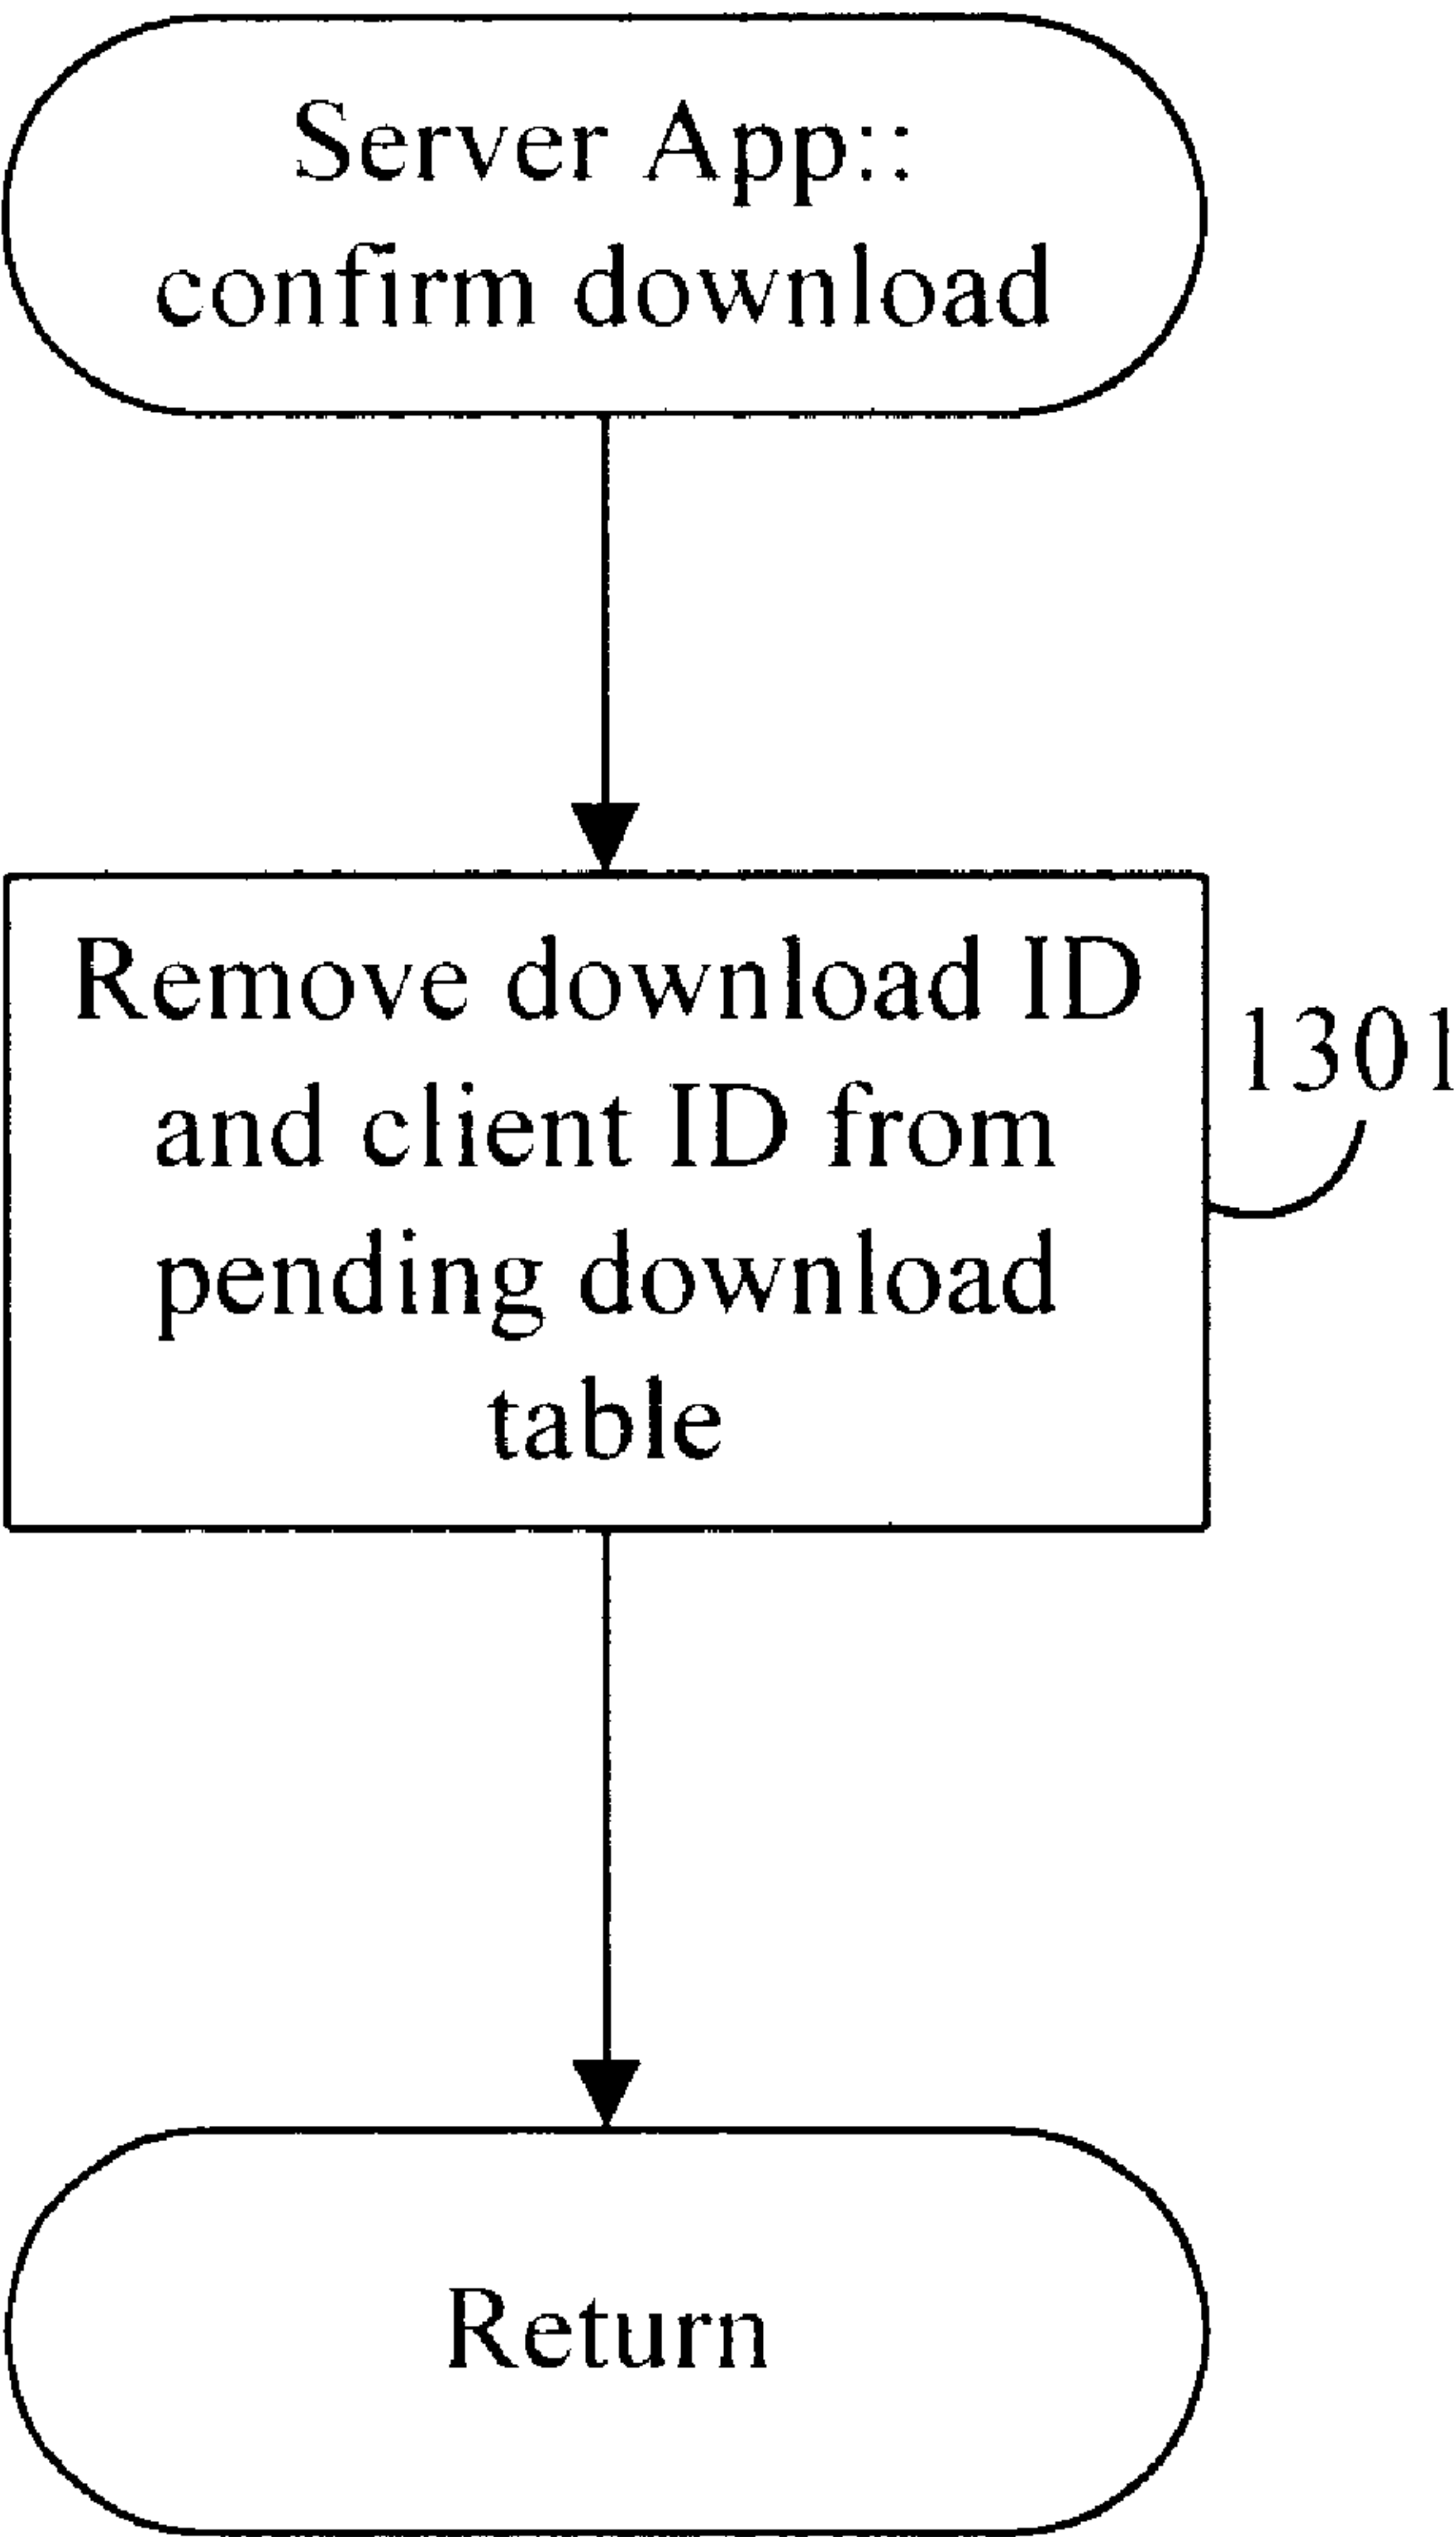 Server App::
confirm download
Remove download ID
and client ID from
pending download
table
1301
Return